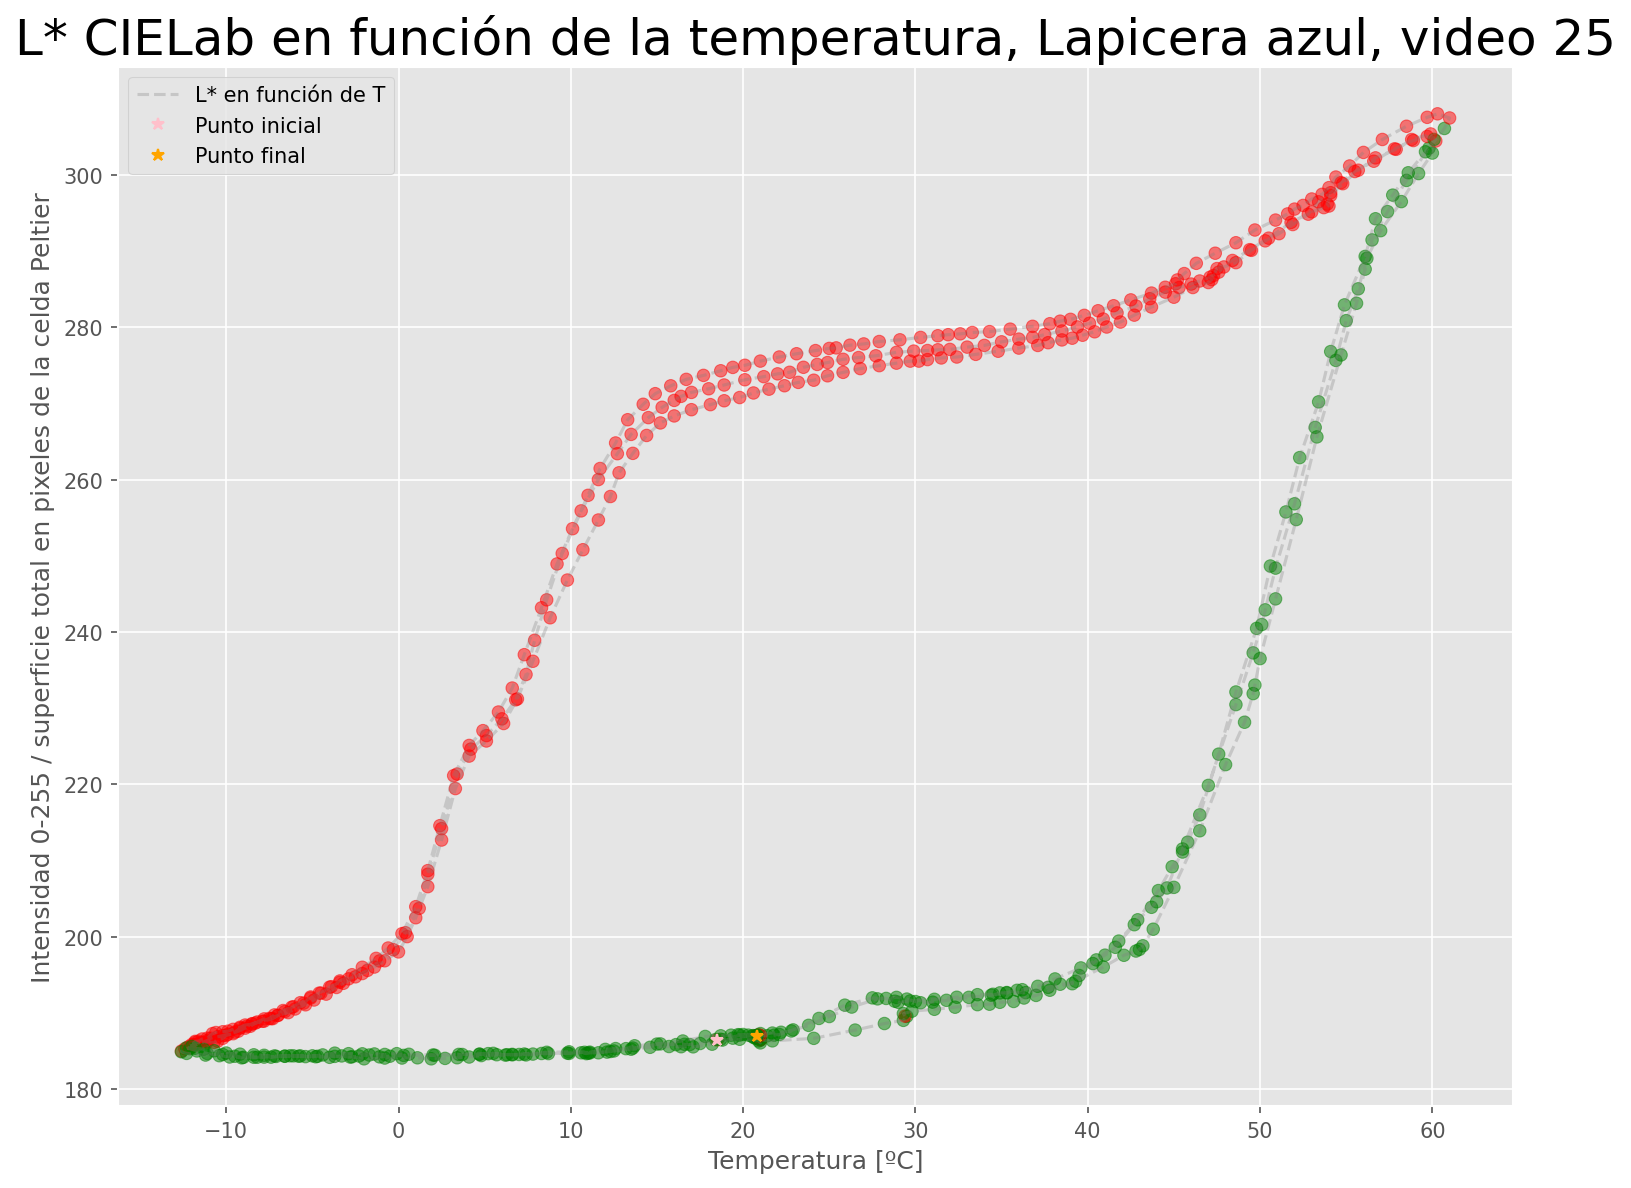 L* CIELab en función de la temperatura, Lapicera azul, video 25
L* en función de T
Punto inicial
Punto final
Intensidad 0-255 / superficie total en pixeles de la celda Peltier
300
280
260
240
220
200
180
−10 0 10 20 30 40 50 60
Temperatura [ºC]